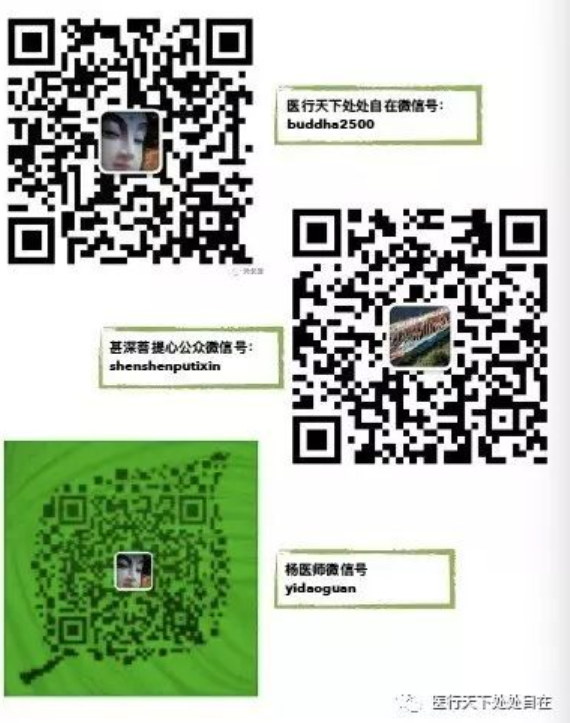 医行天下处处自在微信号:
buddha2500
甚深菩提心公众微信号:
shenshenputixin
杨医师微信号
yidaoguan
医行天下处处自在